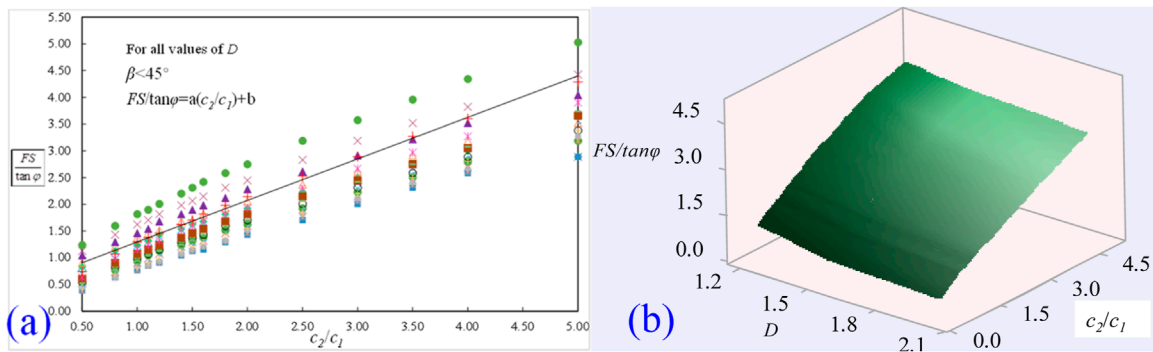 5.50
5.00
4.50
4.00
3.50
3.00
2.50
2.00
1.50
1.00
0.50
0.00
FS
tan φ
For all values of D
β<45°
FS/tanφ=a(c₂/c₁)+b
0.50 1.00 1.50 2.00 2.50 3.00 3.50 4.00 4.50 5.00
c₂/c₁
(a)
b)
FS/tanφ
4.5
3.0
1.5
0.0
1.2
1.5
1.8
2.1
D
0.0
1.5
3.0
4.5
c₂/c₁
(b)